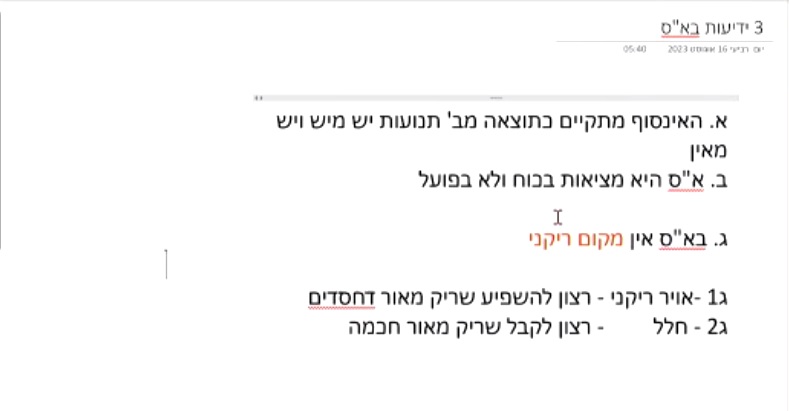 3 ידיעות בא"ס
יום רביעי 16 אוגוסט 2023 05:40
א. האינסוף מתקיים כתוצאה מב' תנועות יש מיש ויש
מאין
ב. א"ס היא מציאות בכוח ולא בפועל
ג. בא"ס אין מקום ריקני
ג1 -אויר ריקני - רצון להשפיע שריק מאור דחסדים
ג2 - חלל - רצון לקבל שריק מאור חכמה